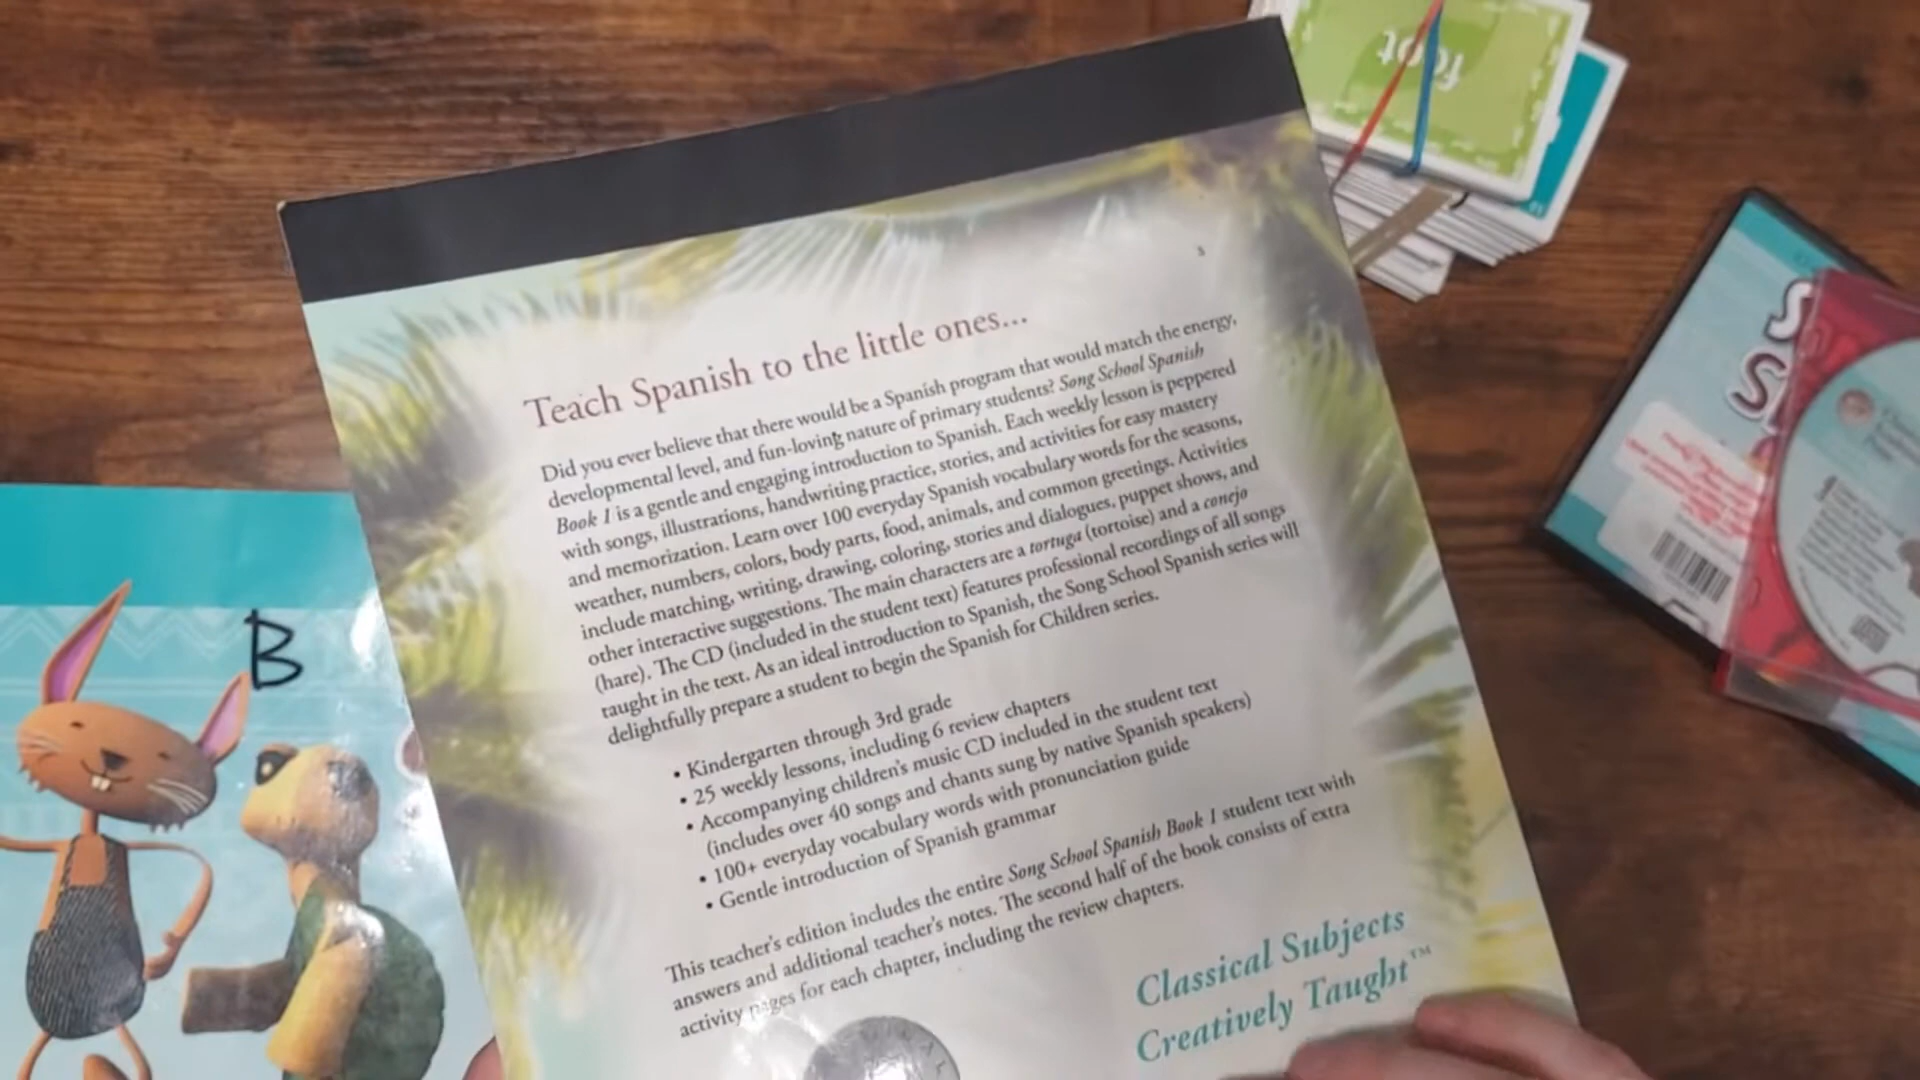 foot
Teach Spanish to the little ones...
Did you ever believe that there would be a Spanish program that would match the energy,
developmental level, and fun-loving nature of primary students? Song School Spanish
Book 1 is a gentle and engaging introduction to Spanish. Each weekly lesson is peppered
with songs, illustrations, handwriting practice, stories, and activities for easy mastery
and memorization. Learn over 100 everyday Spanish vocabulary words for the seasons,
weather, numbers, colors, body parts, food, animals, and common greetings. Activities
include matching, writing, drawing, coloring, stories and dialogues, puppet shows, and
other interactive suggestions. The main characters are a tortuga (tortoise) and a conejo
(hare). The CD (included in the student text) features professional recordings of all songs
taught in the text. As an ideal introduction to Spanish, the Song School Spanish series will
delightfully prepare a student to begin the Spanish for Children series.
• Kindergarten through 3rd grade
• 25 weekly lessons, including 6 review chapters
• Accompanying children's music CD included in the student text
(includes over 40 songs and chants sung by native Spanish speakers)
• 100+ everyday vocabulary words with pronunciation guide
• Gentle introduction of Spanish grammar
This teacher's edition includes the entire Song School Spanish Book 1 student text with
answers and additional teacher's notes. The second half of the book consists of extra
activity pages for each chapter, including the review chapters.
Classical Subjects
Creatively Taught™
B